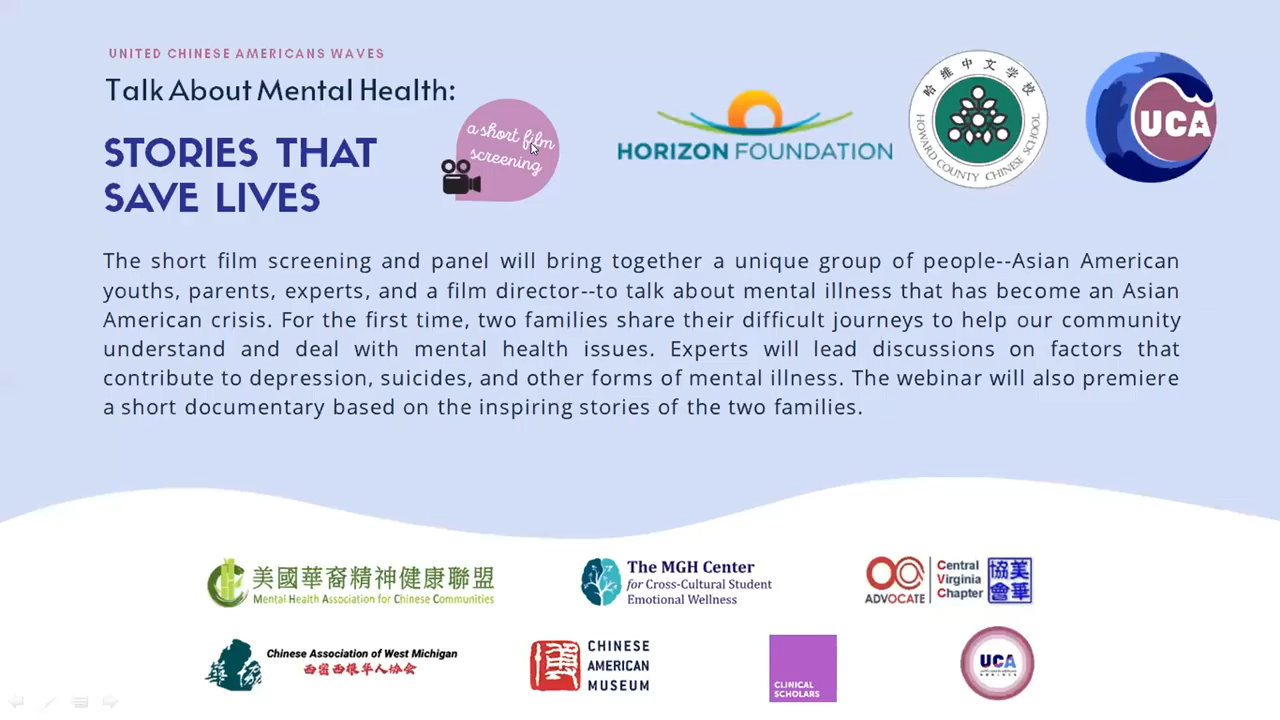 UNITED CHINESE AMERICANS WAVES
Talk About Mental Health:
STORIES THAT
SAVE LIVES
a short film
screening
HORIZON FOUNDATION
哈维中文学校
HOWARD COUNTY CHINESE SCHOOL
UCA
The short film screening and panel will bring together a unique group of people--Asian American
youths, parents, experts, and a film director--to talk about mental illness that has become an Asian
American crisis. For the first time, two families share their difficult journeys to help our community
understand and deal with mental health issues. Experts will lead discussions on factors that
contribute to depression, suicides, and other forms of mental illness. The webinar will also premiere
a short documentary based on the inspiring stories of the two families.
美國華裔精神健康聯盟
Mental Health Association for Chinese Communities
The MGH Center
for Cross-Cultural Student
Emotional Wellness
OCA
ADVOCATE
Central
Virginia
Chapter
美華
協會
Chinese Association of West Michigan
西密西根华人协会
CHINESE
AMERICAN
MUSEUM
CLINICAL
SCHOLARS
UCA